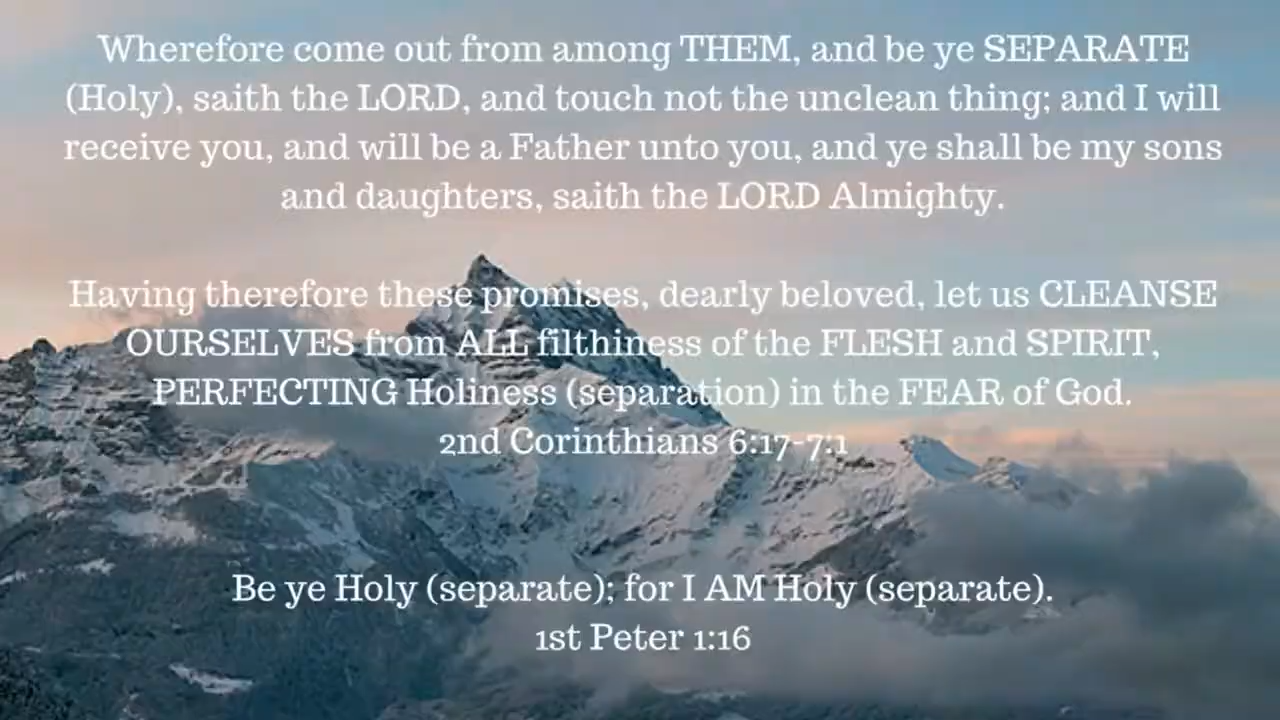 Wherefore come out from among THEM, and be ye SEPARATE
(Holy), saith the LORD, and touch not the unclean thing; and I will
receive you, and will be a Father unto you, and ye shall be my sons
and daughters, saith the LORD Almighty.
Having therefore these promises, dearly beloved, let us CLEANSE
OURSELVES from ALL filthiness of the FLESH and SPIRIT,
PERFECTING Holiness (separation) in the FEAR of God.
2nd Corinthians 6:17-7:1
Be ye Holy (separate); for I AM Holy (separate).
1st Peter 1:16